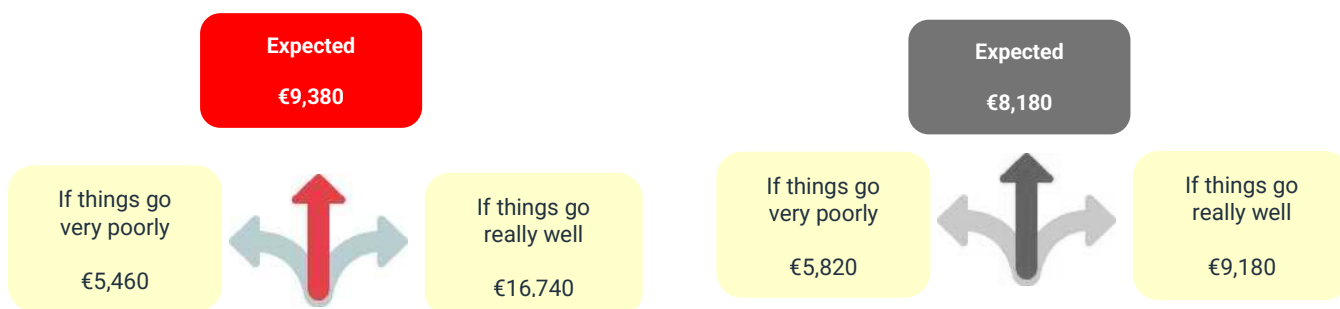 Expected
€9,380
If things go
very poorly
€5,460
If things go
really well
€16,740
Expected
€8,180
If things go
very poorly
€5,820
If things go
really well
€9,180